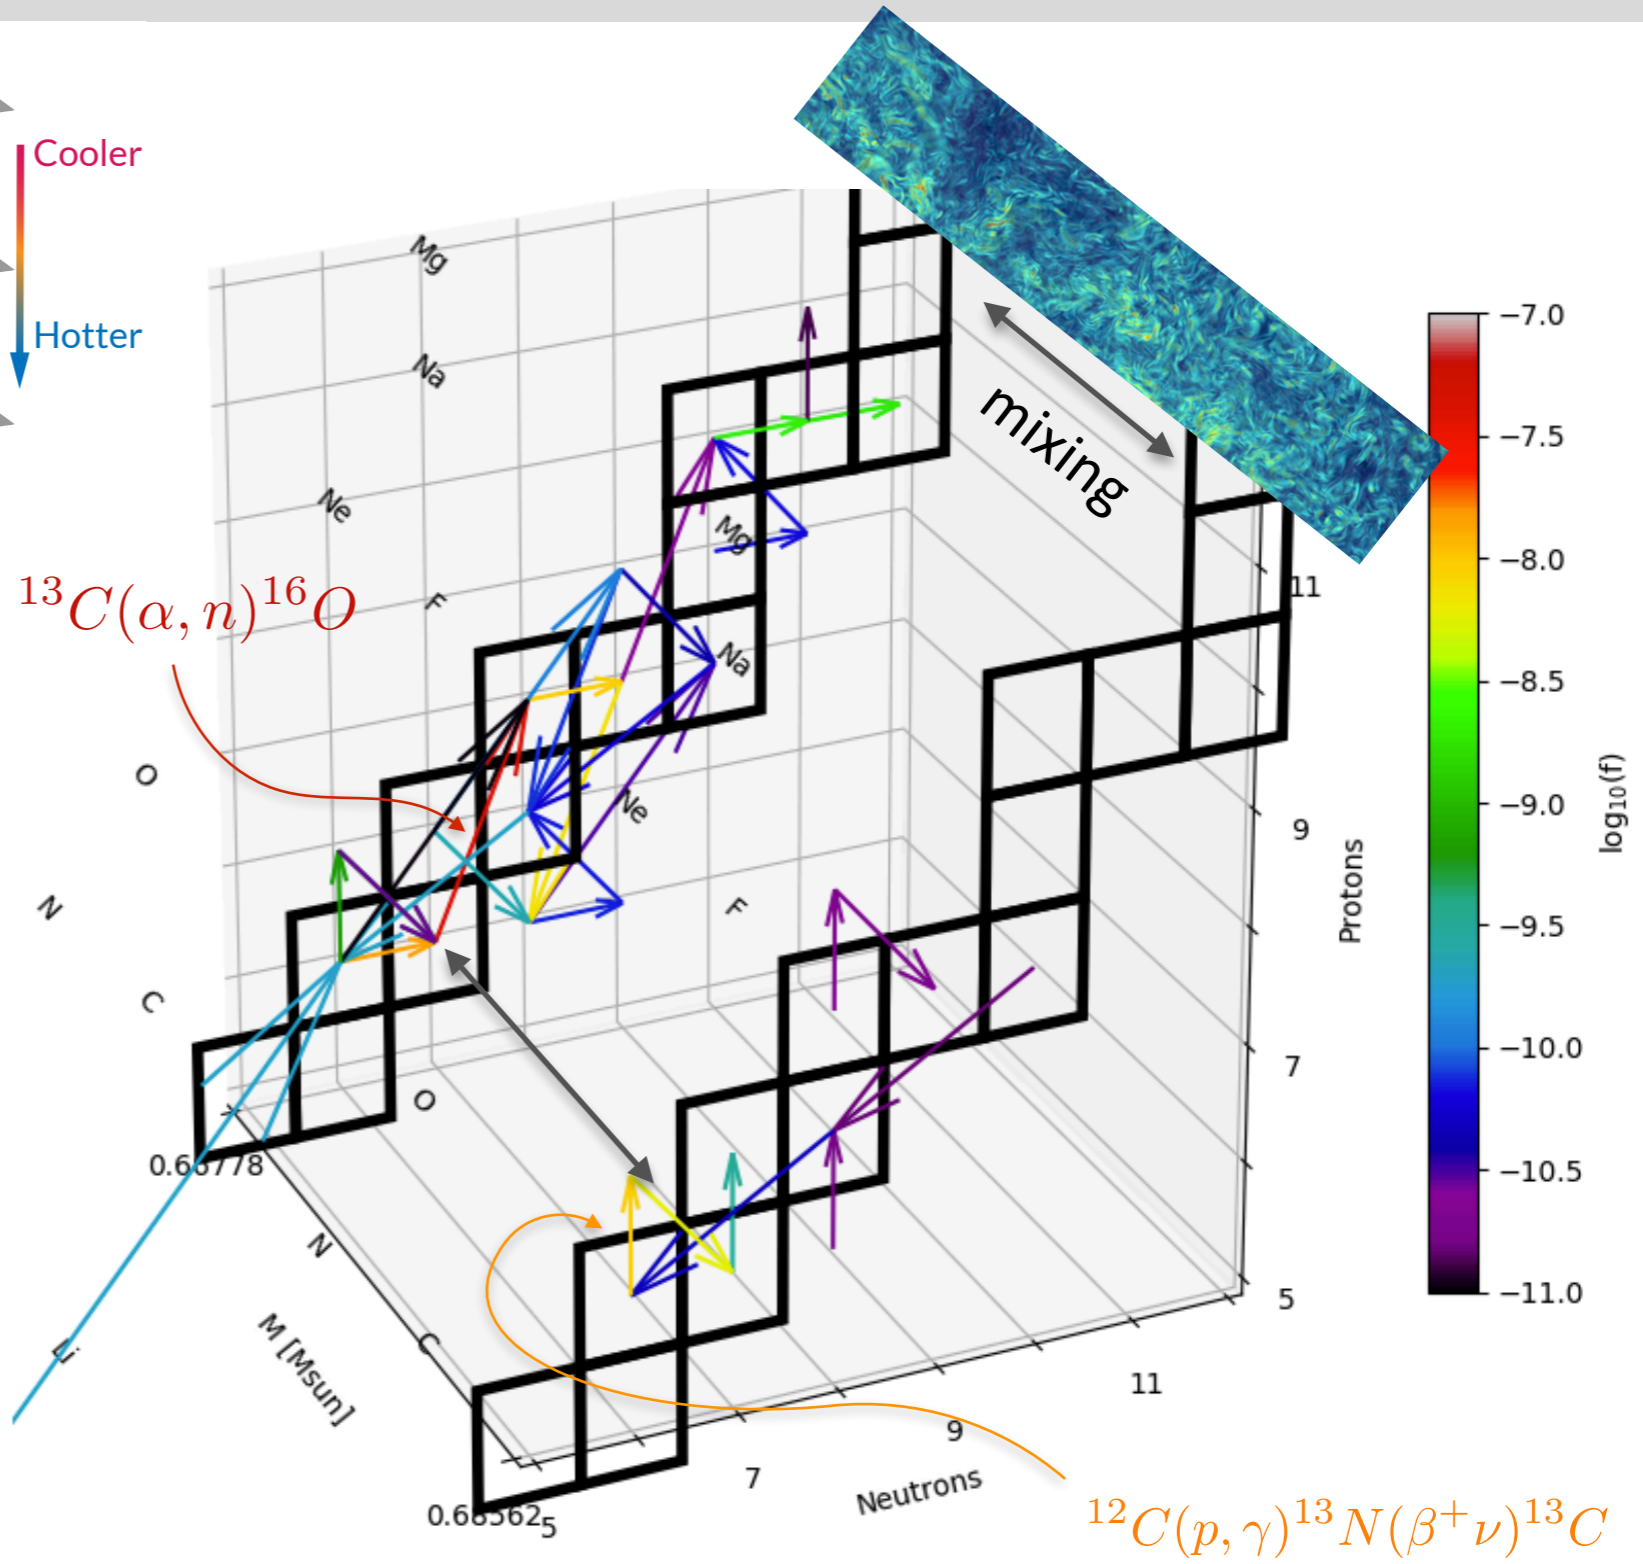 Cooler
Hotter
Mg
Na
Ne
F
O
N
C
Li
¹³C(α, n)¹⁶O
mixing
Mg
Na
Ne
F
O
N
C
M [Msun]
5
7
9
11
Neutrons
11
9
7
5
Protons
−7.0
−7.5
−8.0
−8.5
−9.0
−9.5
−10.0
−10.5
−11.0
log₁₀(f)
¹²C(p, γ)¹³N(β⁺ν)¹³C